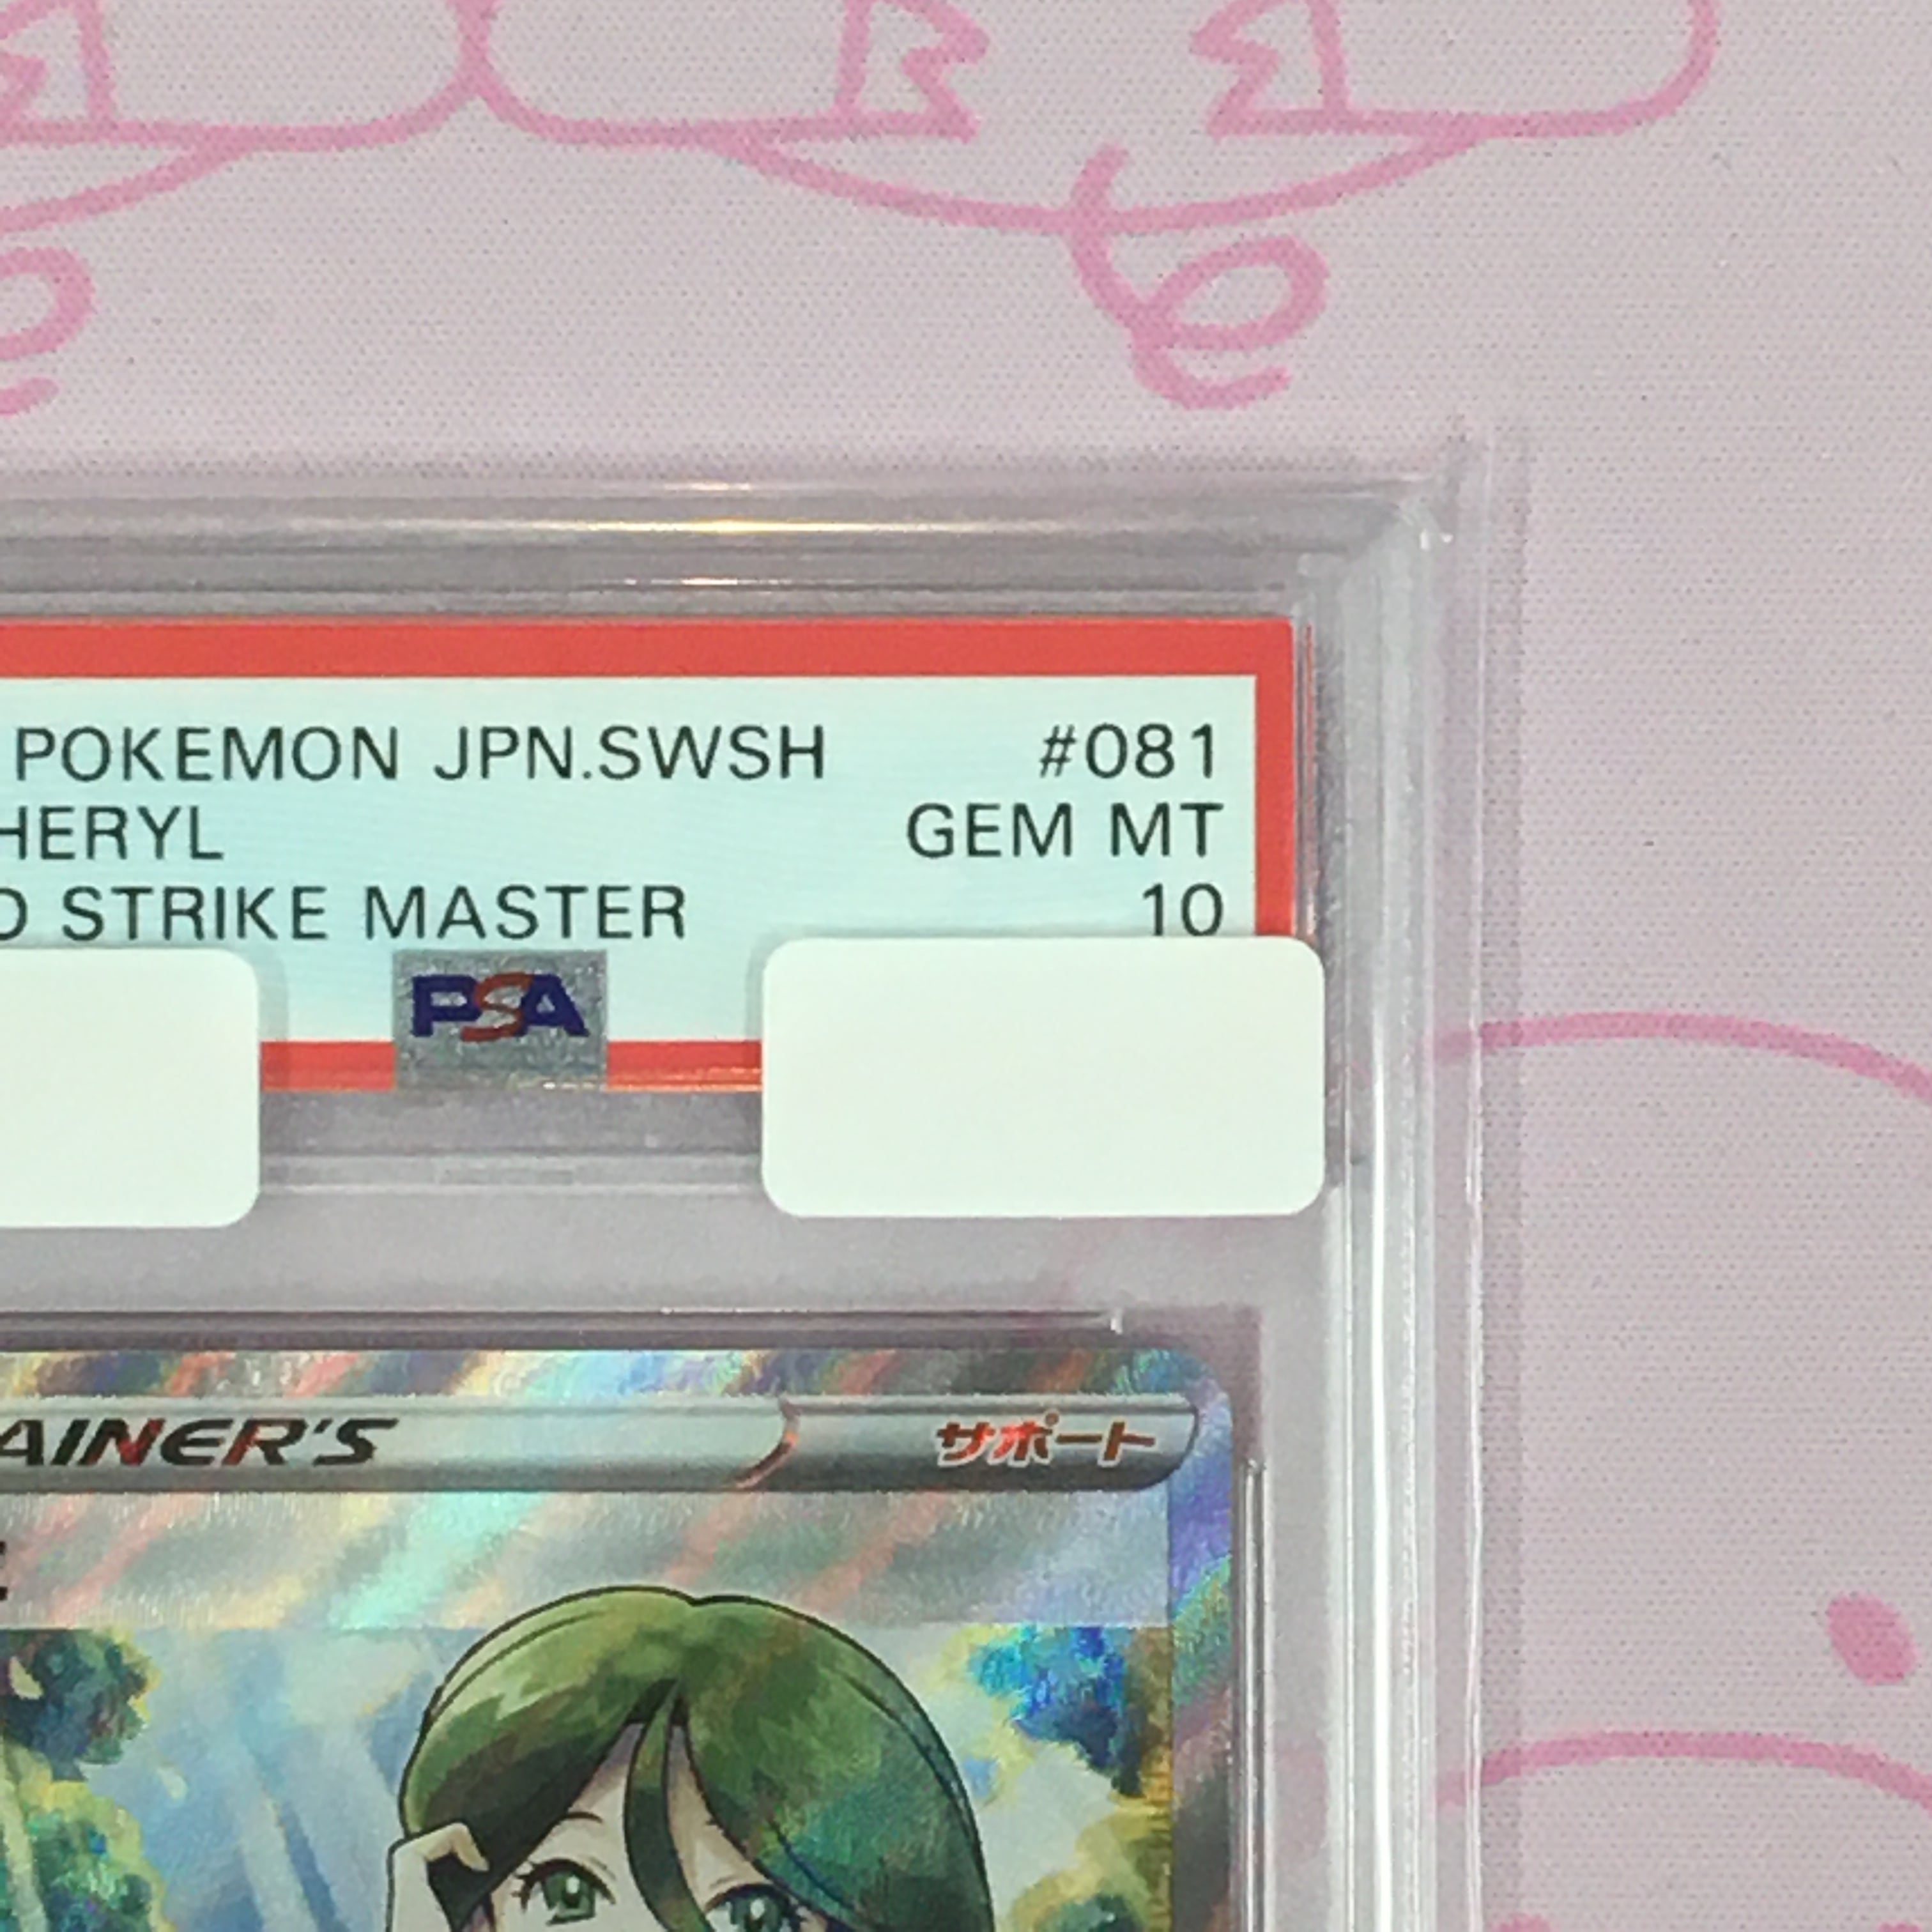 POKEMON JPN.SWSH #081
HERYL GEM MT
STRIKE MASTER 10
PSA
AINER'S サポート